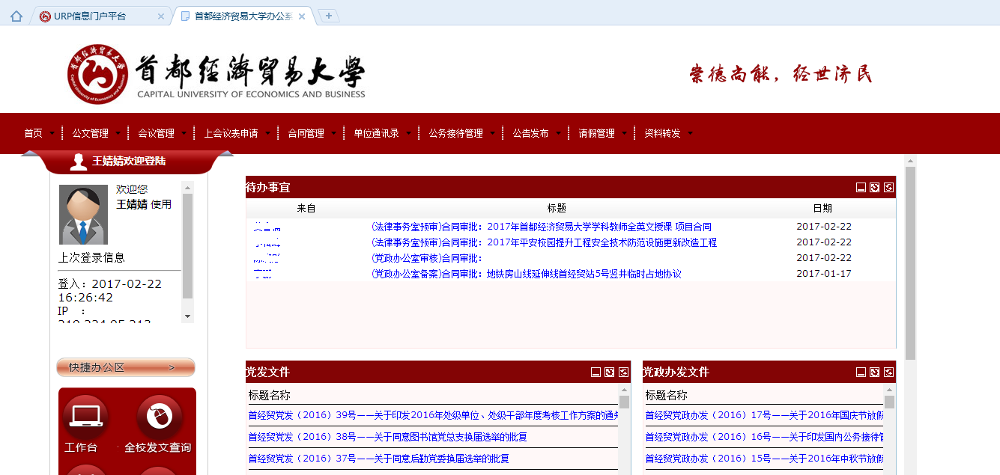 URP信息门户平台
首都经济贸易大学办公系
首都經濟貿易大學
CAPITAL UNIVERSITY OF ECONOMICS AND BUSINESS
崇德尚能，经世济民
首页 公文管理 会议管理 上会议表申请 合同管理 单位通讯录 公务接待管理 公告发布 请假管理 资料转发
王婧婧欢迎登陆
欢迎您
王婧婧 使用
上次登录信息
登入：2017-02-22
16:26:42
IP ：
快捷办公区 >
工作台 全校发文查询
待办事宜
来自 标题 日期
(法律事务室预审)合同审批：2017年首都经济贸易大学学科教师全英文授课 项目合同 2017-02-22
(法律事务室预审)合同审批：2017年平安校园提升工程安全技术防范设施更新改造工程 2017-02-22
(党政办公室审核)合同审批： 2017-02-22
(党政办公室备案)合同审批：地铁房山线延伸线首经贸站5号竖井临时占地协议 2017-01-17
党发文件
标题名称
首经贸党发（2016）39号——关于印发2016年处级单位、处级干部年度考核工作方案的通
首经贸党发（2016）38号——关于同意图书馆党总支换届选举的批复
首经贸党发（2016）37号——关于同意后勤党委换届选举的批复
党政办发文件
标题名称
首经贸党政办发（2016）17号——关于2016年国庆节放假
首经贸党政办发（2016）16号——关于印发国内公务接待管
首经贸党政办发（2016）15号——关于2016年中秋节放假